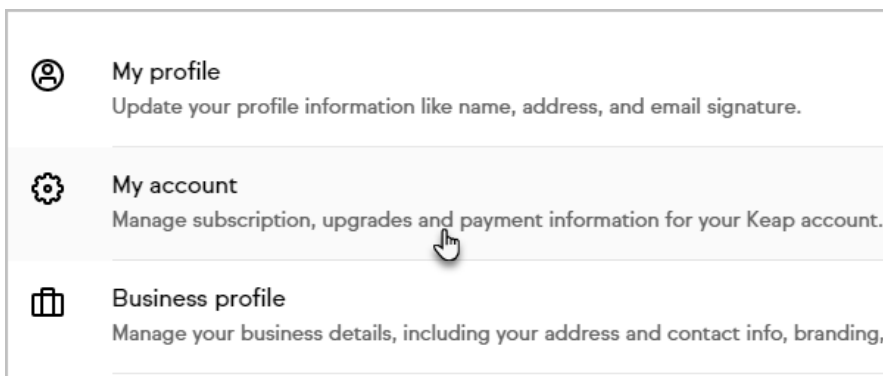 My profile
Update your profile information like name, address, and email signature.
My account
Manage subscription, upgrades and payment information for your Keap account.
Business profile
Manage your business details, including your address and contact info, branding,